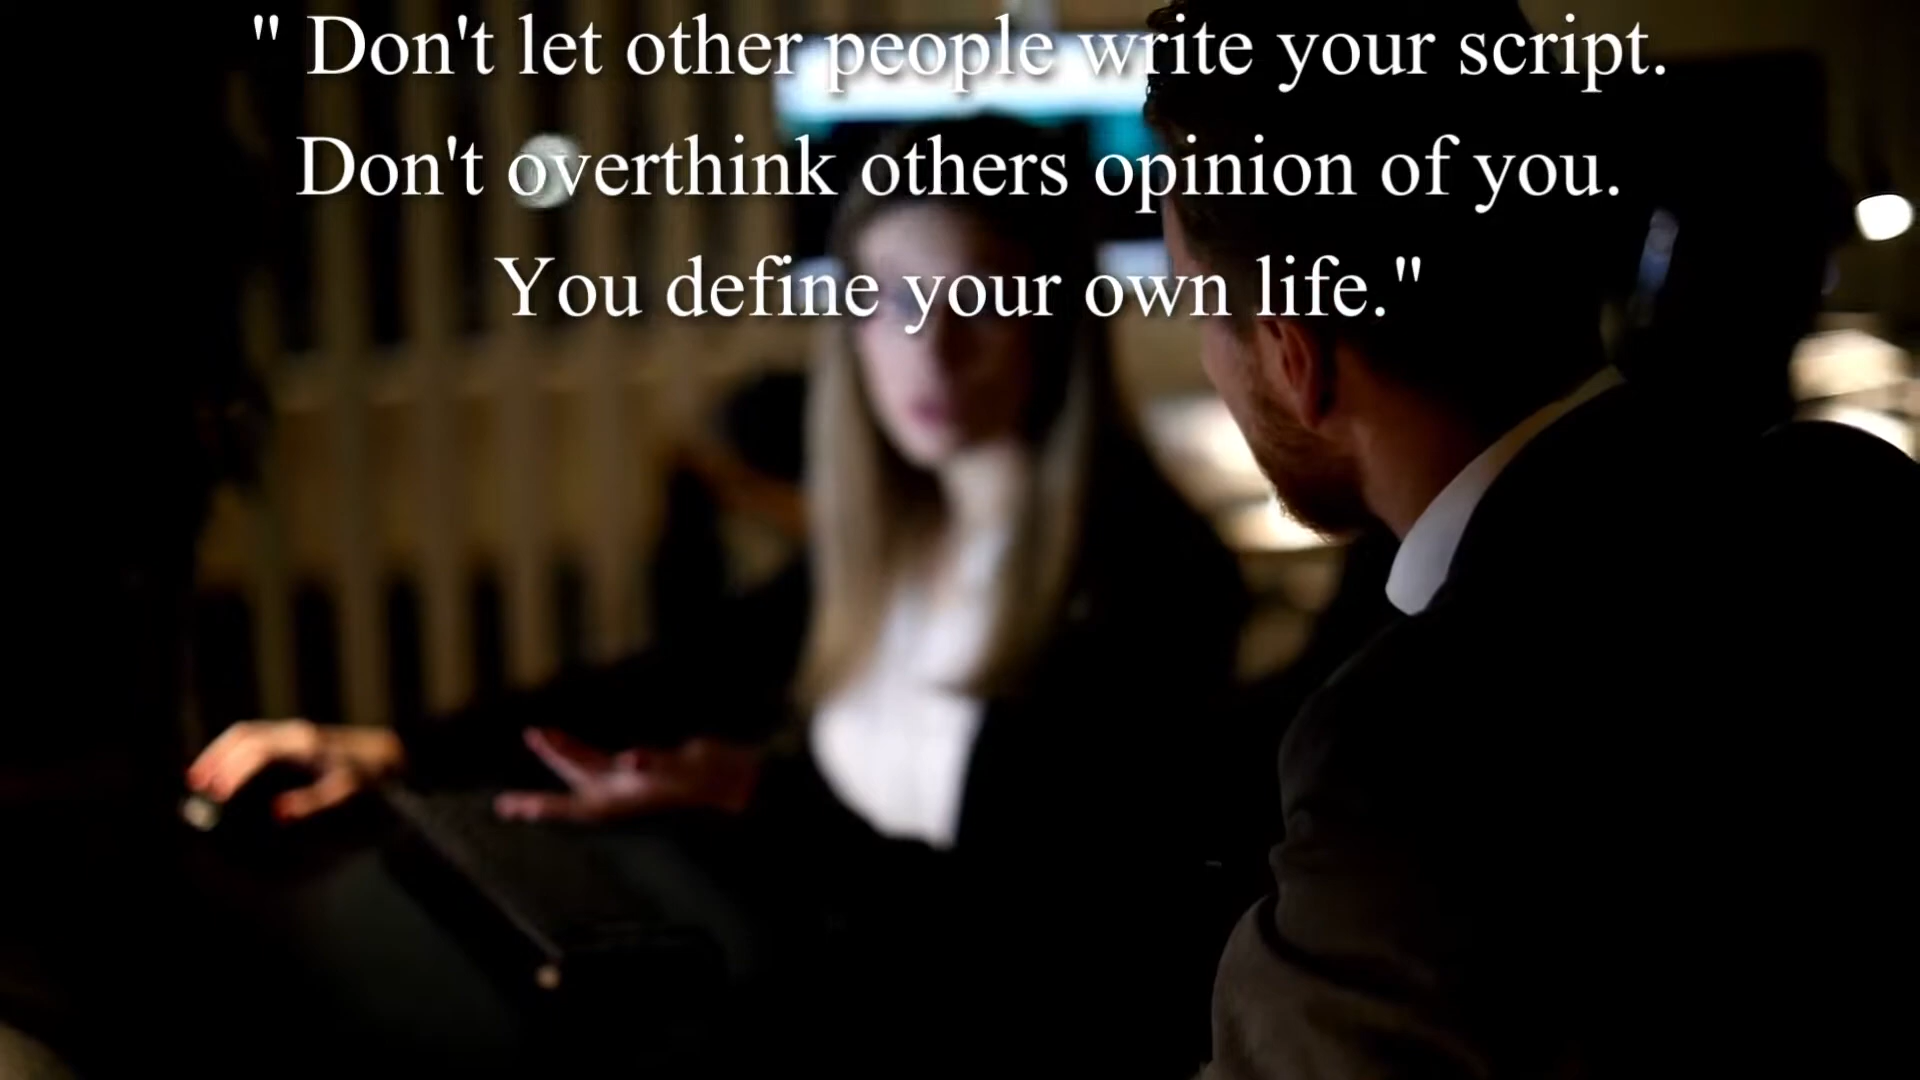 " Don't let other people write your script.
Don't overthink others opinion of you.
You define your own life."